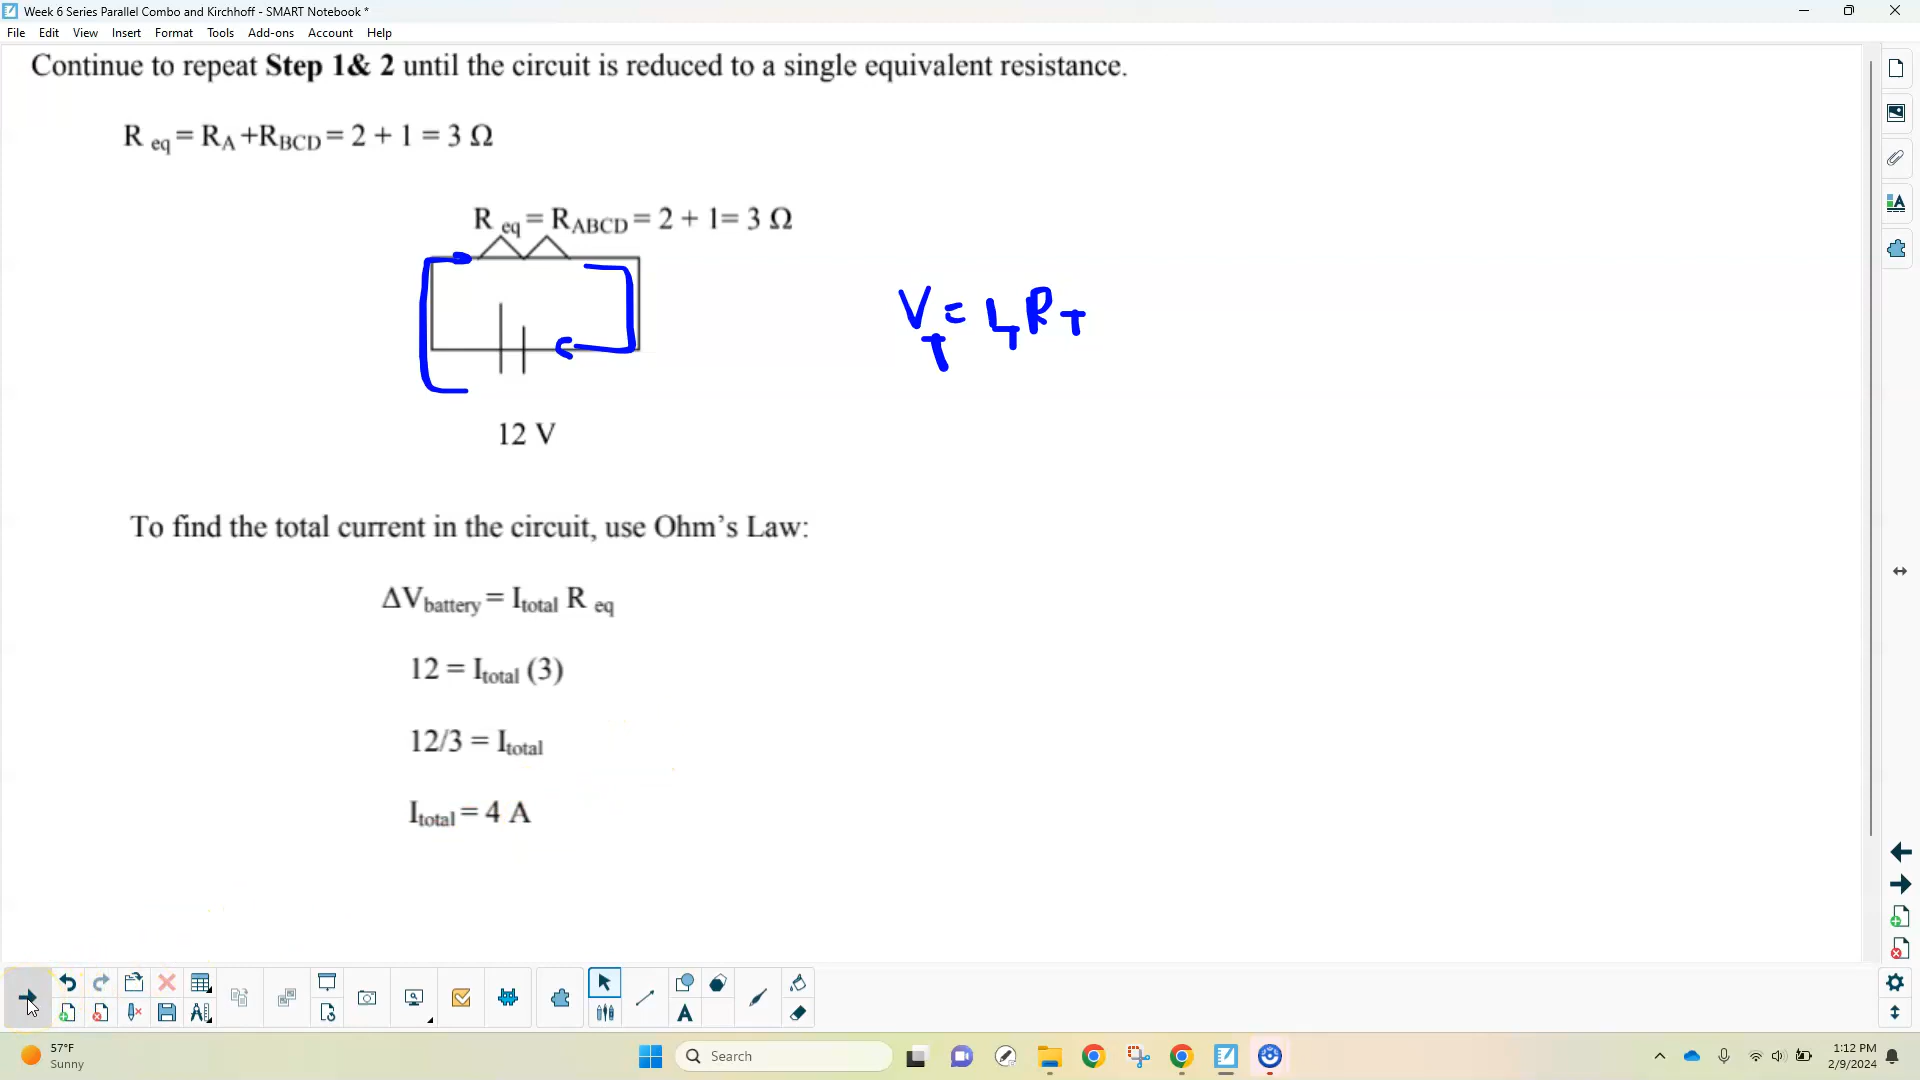 Week 6 Series Parallel Combo and Kirchhoff - SMART Notebook *
File Edit View Insert Format Tools Add-ons Account Help
Continue to repeat Step 1& 2 until the circuit is reduced to a single equivalent resistance.
R eq = RA +RBCD = 2 + 1 = 3 Ω
R eq = RABCD = 2 + 1= 3 Ω
VT = ITRT
12 V
To find the total current in the circuit, use Ohm’s Law:
ΔVbattery = Itotal R eq
12 = Itotal (3)
12/3 = Itotal
Itotal = 4 A
57°F
Sunny
Search
1:12 PM
2/9/2024